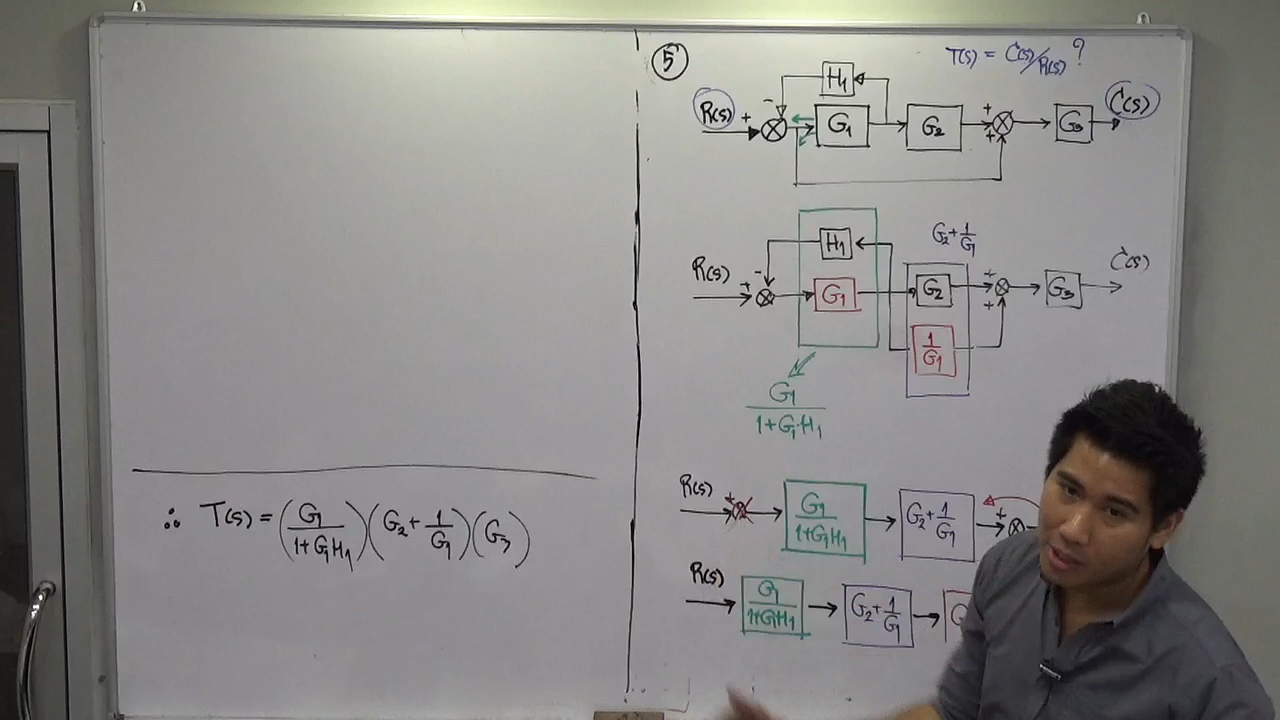 ∴ T(s) = (G1/(1+G1H1)) (G2 + 1/G1) (G3)
5
T(s) = C(s)/R(s) ?
H1
R(s) + - G1 G2 + + G3 C(s)
G2 + 1/G1
H1
R(s) + - G1 G2 + + G3 C(s)
1/G1
G1/(1+G1H1)
R(s) + G1/(1+G1H1) G2 + 1/G1 +
R(s) G1/(1+G1H1) G2 + 1/G1